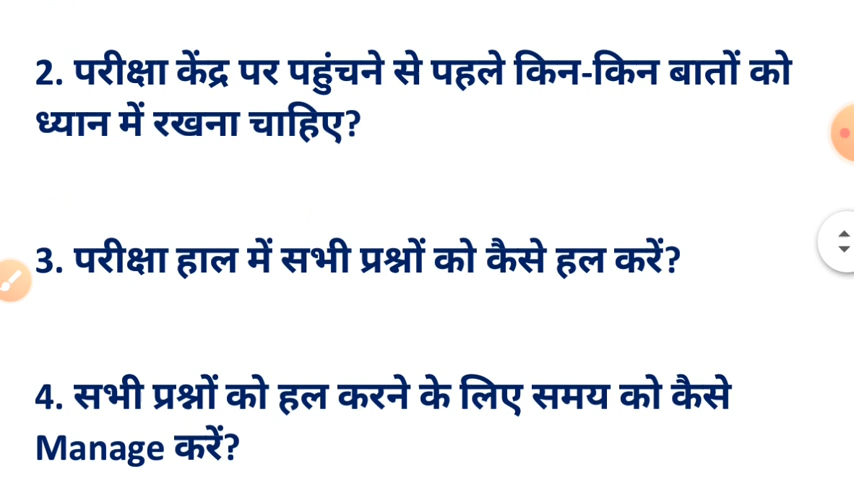 2. परीक्षा केंद्र पर पहुंचने से पहले किन-किन बातों को
ध्यान में रखना चाहिए?
3. परीक्षा हाल में सभी प्रश्नों को कैसे हल करें?
4. सभी प्रश्नों को हल करने के लिए समय को कैसे
Manage करें?